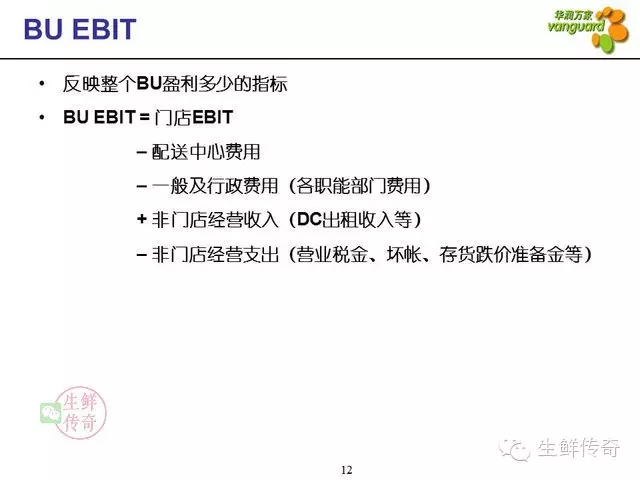 BU EBIT
华润万家
vanguard
• 反映整个BU盈利多少的指标
• BU EBIT = 门店EBIT
– 配送中心费用
– 一般及行政费用（各职能部门费用）
+ 非门店经营收入（DC出租收入等）
– 非门店经营支出（营业税金、坏帐、存货跌价准备金等）
生鲜
传奇
生鲜传奇
12